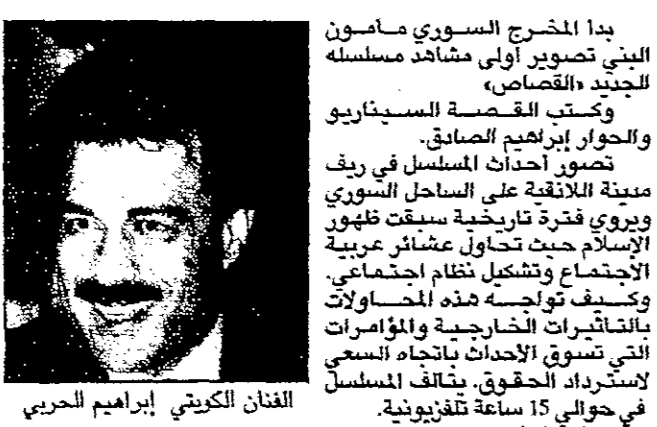 بدأ المخرج السوري مأمون
البني تصوير أولى مشاهد مسلسله
الجديد «القصاص»
وكتب القصة السيناريو
والحوار إبراهيم الصادق.
تصور أحداث المسلسل في ريف
مدينة اللاذقية على الساحل السوري
ويروي فترة تاريخية سبقت ظهور
الإسلام حيث تحاول عشائر عربية
الاجتماع وتشكيل نظام اجتماعي.
وكيف تواجه هذه المحاولات
بالتأثيرات الخارجية والمؤامرات
التي تسوق الأحداث باتجاه السعي
لاسترداد الحقوق. يتألف المسلسل
في حوالي 15 ساعة تلفزيونية.
الفنان الكويتي إبراهيم الحربي